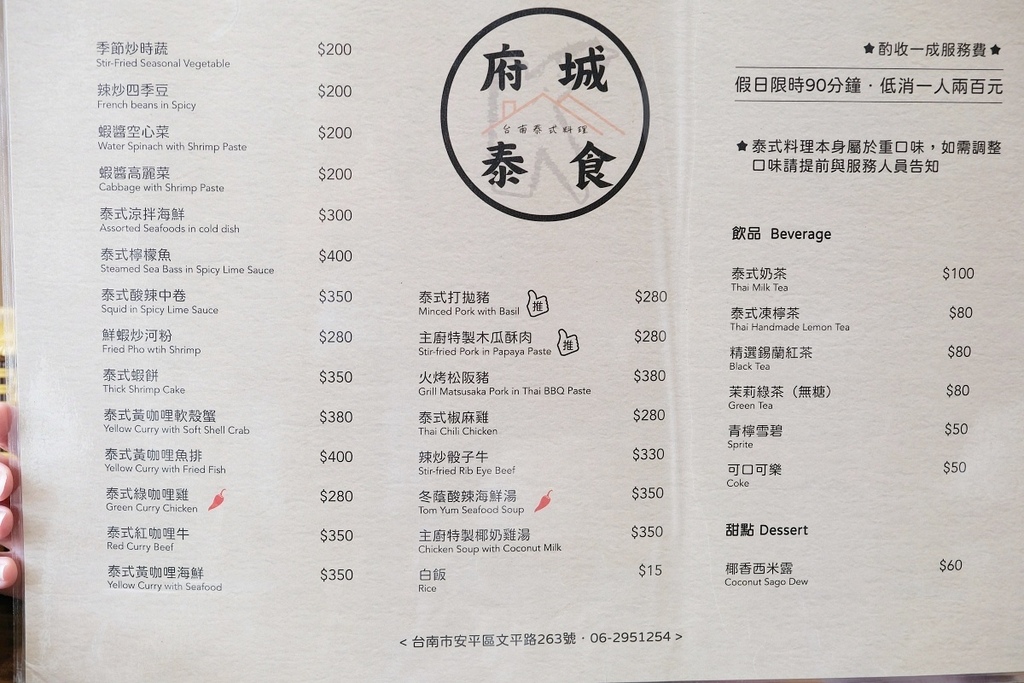 季節炒時蔬 $200
Stir-Fried Seasonal Vegetable
辣炒四季豆 $200
French beans in Spicy
蝦醬空心菜 $200
Water Spinach with Shrimp Paste
蝦醬高麗菜 $200
Cabbage with Shrimp Paste
泰式涼拌海鮮 $300
Assorted Seafoods in cold dish
泰式檸檬魚 $400
Steamed Sea Bass in Spicy Lime Sauce
泰式酸辣中卷 $350
Squid in Spicy Lime Sauce
鮮蝦炒河粉 $280
Fried Pho wtih Shrimp
泰式蝦餅 $350
Thick Shrimp Cake
泰式黃咖哩軟殼蟹 $380
Yellow Curry with Soft Shell Crab
泰式黃咖哩魚排 $400
Yellow Curry with Fried Fish
泰式綠咖哩雞 $280
Green Curry Chicken
泰式紅咖哩牛 $350
Red Curry Beef
泰式黃咖哩海鮮 $350
Yellow Curry with Seafood
府城
台南泰式料理
泰食
泰式打拋豬 $280
Minced Pork with Basil 推
主廚特製木瓜酥肉 $280
Stir-fried Pork in Papaya Paste 推
火烤松阪豬 $380
Grill Matsusaka Pork in Thai BBQ Paste
泰式椒麻雞 $280
Thai Chili Chicken
辣炒骰子牛 $330
Stir-fried Rib Eye Beef
冬蔭酸辣海鮮湯 $350
Tom Yum Seafood Soup
主廚特製椰奶雞湯 $350
Chicken Soup with Coconut Milk
白飯 $15
Rice
★酌收一成服務費★
假日限時90分鐘・低消一人兩百元
★泰式料理本身屬於重口味，如需調整
口味請提前與服務人員告知
飲品 Beverage
泰式奶茶 $100
Thai Milk Tea
泰式凍檸茶 $80
Thai Handmade Lemon Tea
精選錫蘭紅茶 $80
Black Tea
茉莉綠茶（無糖） $80
Green Tea
青檸雪碧 $50
Sprite
可口可樂 $50
Coke
甜點 Dessert
椰香西米露 $60
Coconut Sago Dew
< 台南市安平區文平路263號・06-2951254 >